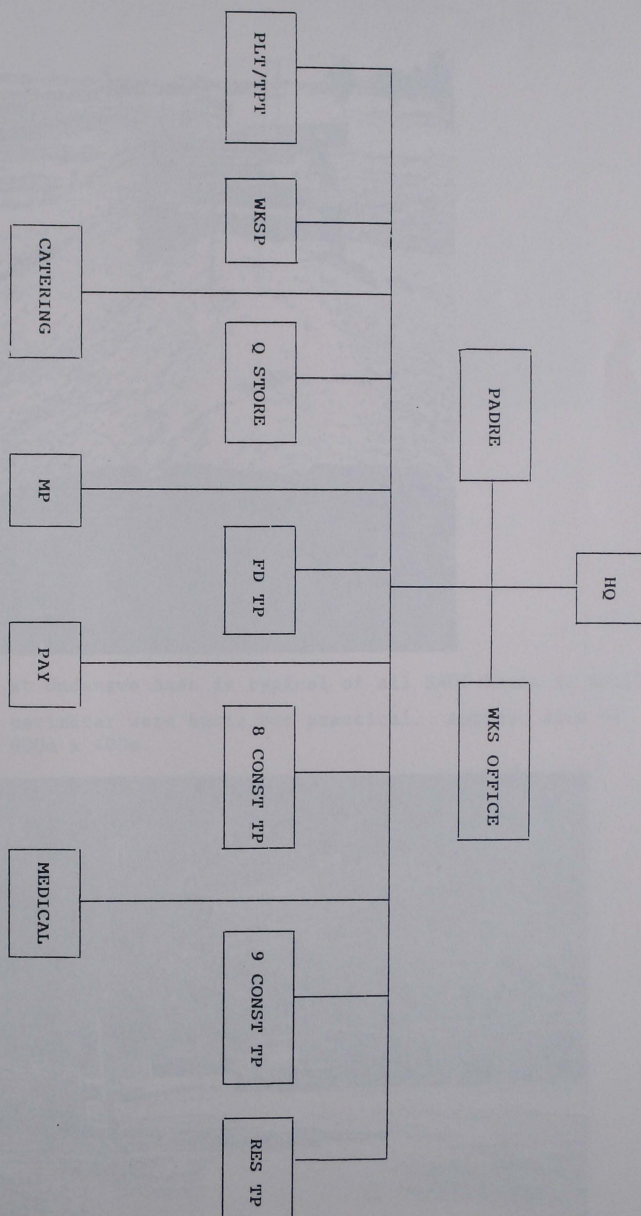 HQ
PADRE
WKS OFFICE
PLT/TPT
WKSP
Q STORE
FD TP
8 CONST TP
9 CONST TP
RES TP
CATERING
MP
PAY
MEDICAL